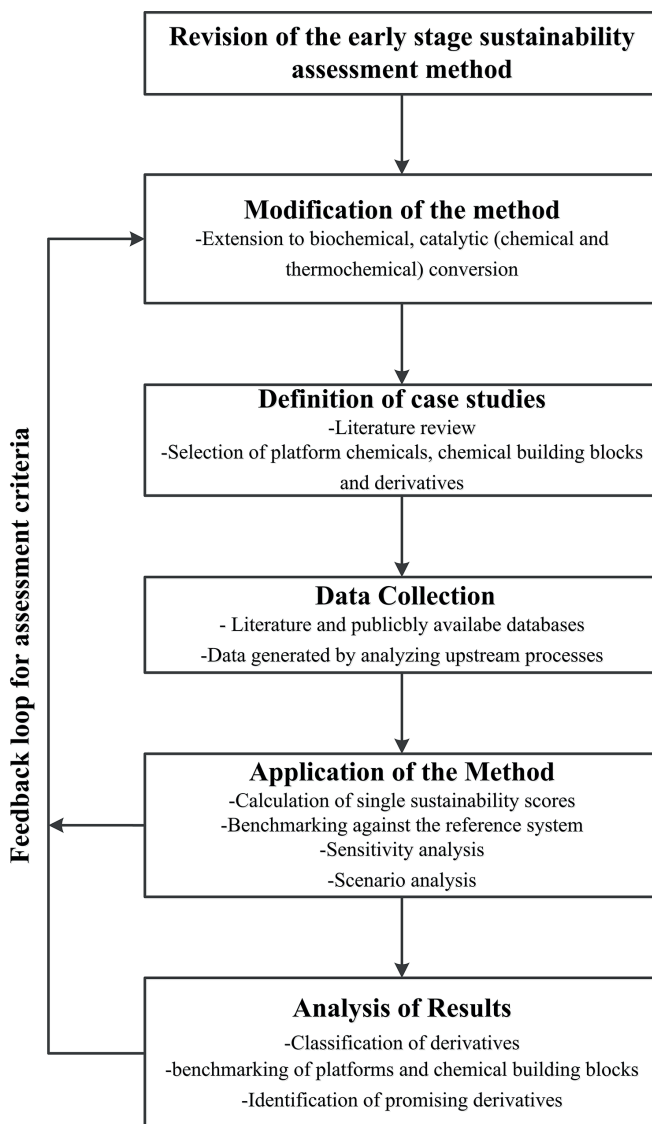 Revision of the early stage sustainability
assessment method
Modification of the method
-Extension to biochemical, catalytic (chemical and
thermochemical) conversion
Definition of case studies
-Literature review
-Selection of platform chemicals, chemical building blocks
and derivatives
Data Collection
- Literature and publicbly availabe databases
-Data generated by analyzing upstream processes
Application of the Method
-Calculation of single sustainability scores
-Benchmarking against the reference system
-Sensitivity analysis
-Scenario analysis
Analysis of Results
-Classification of derivatives
-benchmarking of platforms and chemical building blocks
-Identification of promising derivatives
Feedback loop for assessment criteria